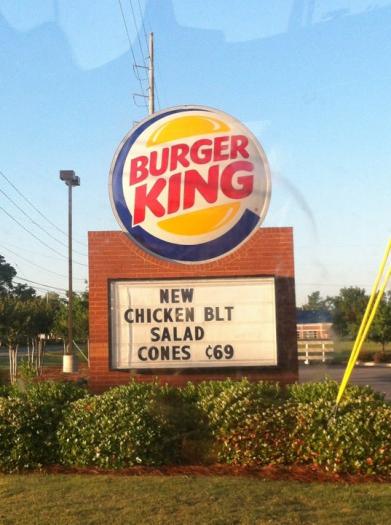 BURGER
KING
NEW
CHICKEN BLT
SALAD
CONES ¢69